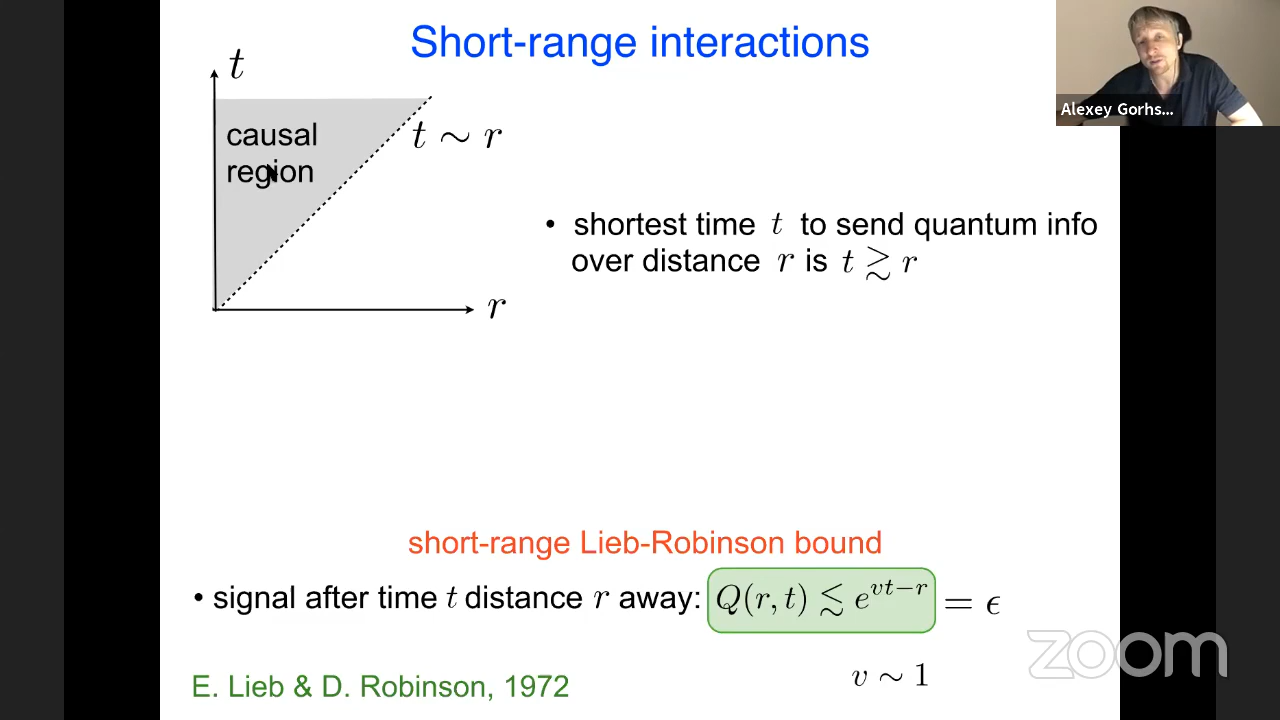 Short-range interactions
t
causal
region
t ∼ r
r
• shortest time t to send quantum info
over distance r is t ≳ r
Alexey Gorhs...
short-range Lieb-Robinson bound
• signal after time t distance r away: Q(r, t) ≲ e^{vt−r} = ϵ
v ∼ 1
E. Lieb & D. Robinson, 1972
zoom